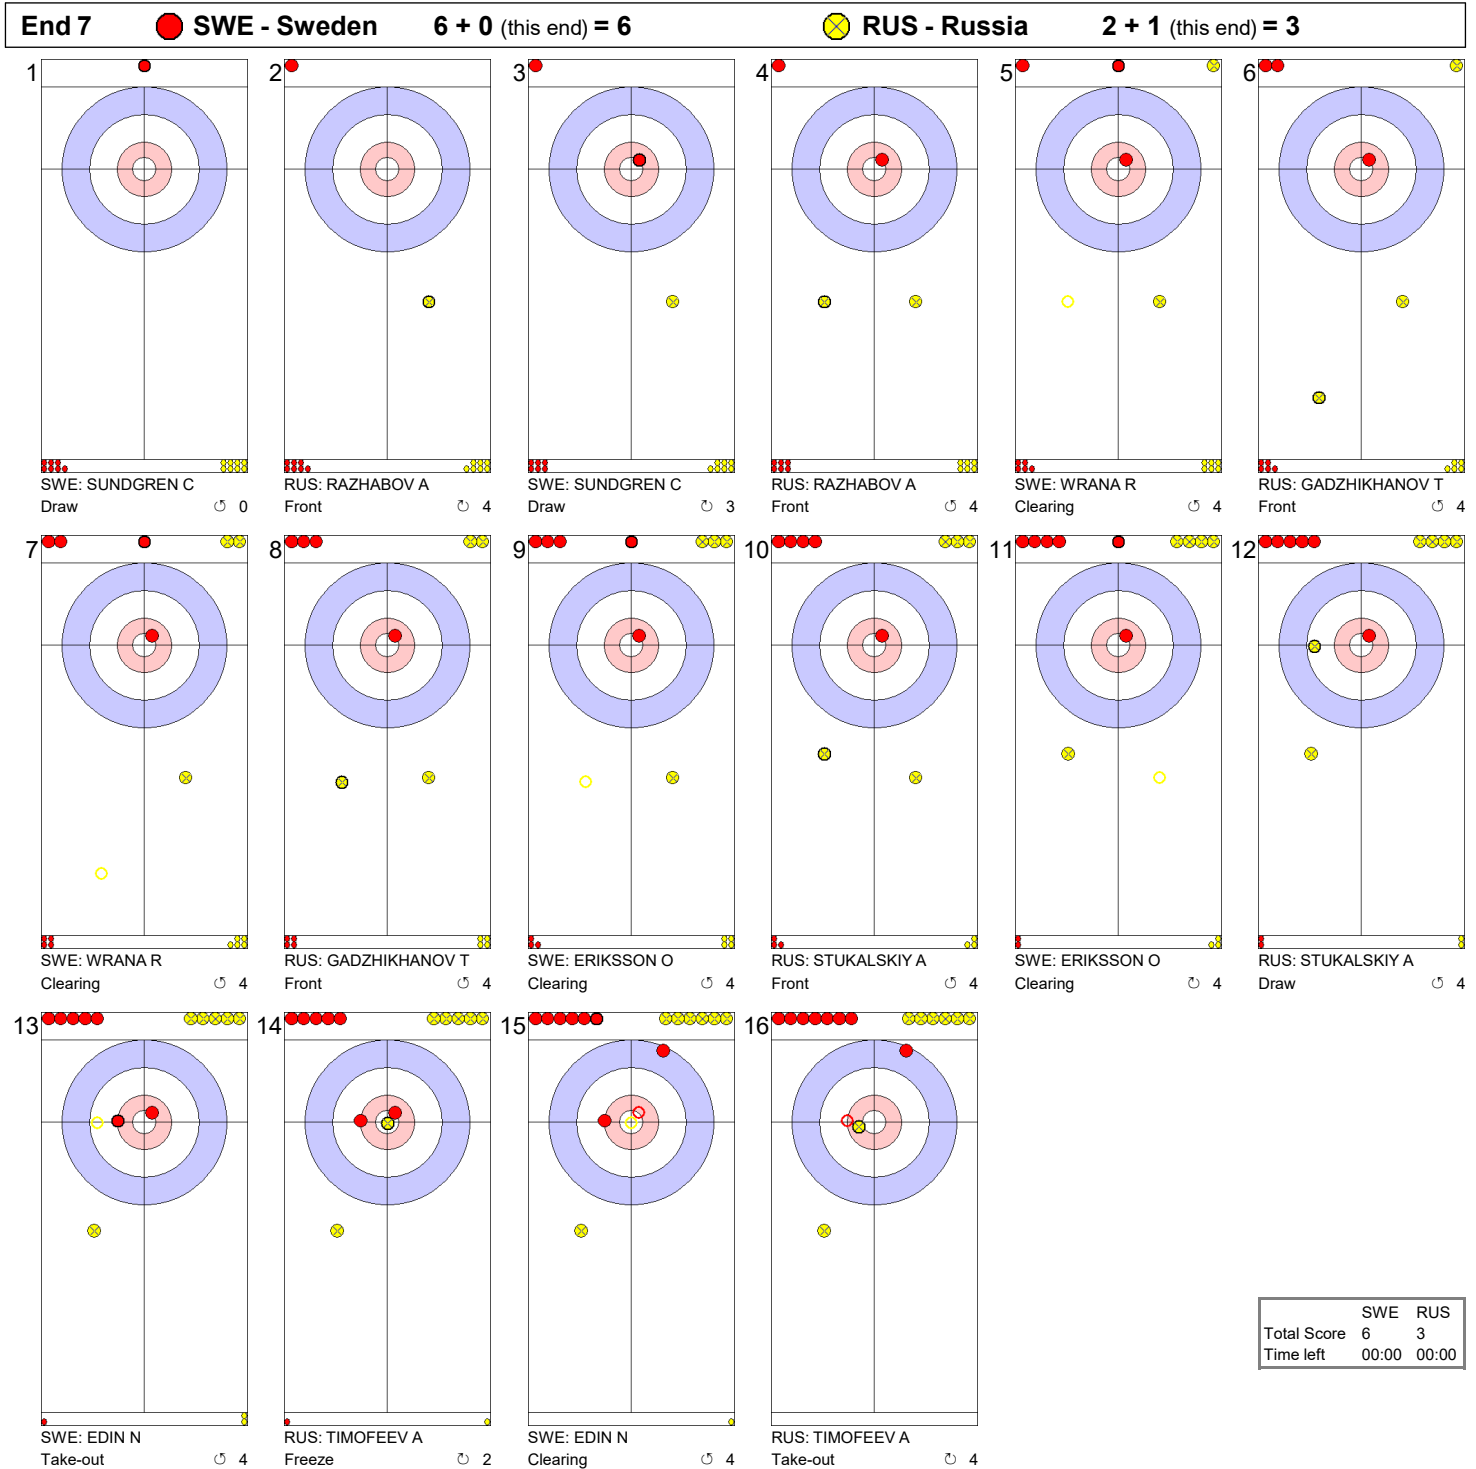 End 7 SWE - Sweden 6 + 0 (this end) = 6 RUS - Russia 2 + 1 (this end) = 3
1 2 3 4 5 6
SWE: SUNDGREN C RUS: RAZHABOV A SWE: SUNDGREN C RUS: RAZHABOV A SWE: WRANA R RUS: GADZHIKHANOV T
Draw ↺ 0 Front ↻ 4 Draw ↻ 3 Front ↺ 4 Clearing ↺ 4 Front ↺ 4
7 8 9 10 11 12
SWE: WRANA R RUS: GADZHIKHANOV T SWE: ERIKSSON O RUS: STUKALSKIY A SWE: ERIKSSON O RUS: STUKALSKIY A
Clearing ↺ 4 Front ↺ 4 Clearing ↺ 4 Front ↺ 4 Clearing ↻ 4 Draw ↺ 4
13 14 15 16
SWE RUS
Total Score 6 3
Time left 00:00 00:00
SWE: EDIN N RUS: TIMOFEEV A SWE: EDIN N RUS: TIMOFEEV A
Take-out ↺ 4 Freeze ↻ 2 Clearing ↺ 4 Take-out ↻ 4